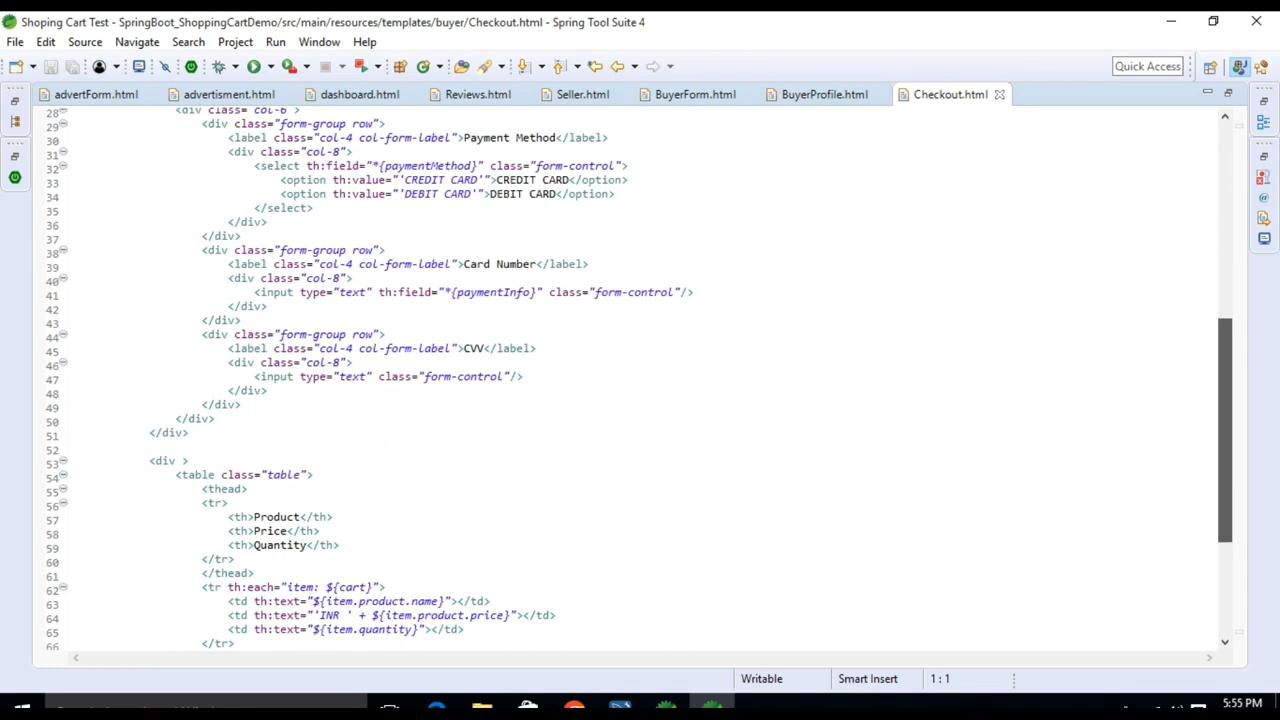 Shoping Cart Test - SpringBoot_ShoppingCartDemo/src/main/resources/templates/buyer/Checkout.html - Spring Tool Suite 4
File Edit Source Navigate Search Project Run Window Help
Quick Access
advertForm.html advertisment.html dashboard.html Reviews.html Seller.html BuyerForm.html BuyerProfile.html Checkout.html
28 <div class="col-6">
29 <div class="form-group row">
30 <label class="col-4 col-form-label">Payment Method</label>
31 <div class="col-8">
32 <select th:field="*{paymentMethod}" class="form-control">
33 <option th:value="'CREDIT CARD'">CREDIT CARD</option>
34 <option th:value="'DEBIT CARD'">DEBIT CARD</option>
35 </select>
36 </div>
37 </div>
38 <div class="form-group row">
39 <label class="col-4 col-form-label">Card Number</label>
40 <div class="col-8">
41 <input type="text" th:field="*{paymentInfo}" class="form-control"/>
42 </div>
43 </div>
44 <div class="form-group row">
45 <label class="col-4 col-form-label">CVV</label>
46 <div class="col-8">
47 <input type="text" class="form-control"/>
48 </div>
49 </div>
50 </div>
51 </div>
52
53 <div >
54 <table class="table">
55 <thead>
56 <tr>
57 <th>Product</th>
58 <th>Price</th>
59 <th>Quantity</th>
60 </tr>
61 </thead>
62 <tr th:each="item: ${cart}">
63 <td th:text="${item.product.name}"></td>
64 <td th:text="'INR ' + ${item.product.price}"></td>
65 <td th:text="${item.quantity}"></td>
66 </tr>
Writable Smart Insert 1 : 1
5:55 PM